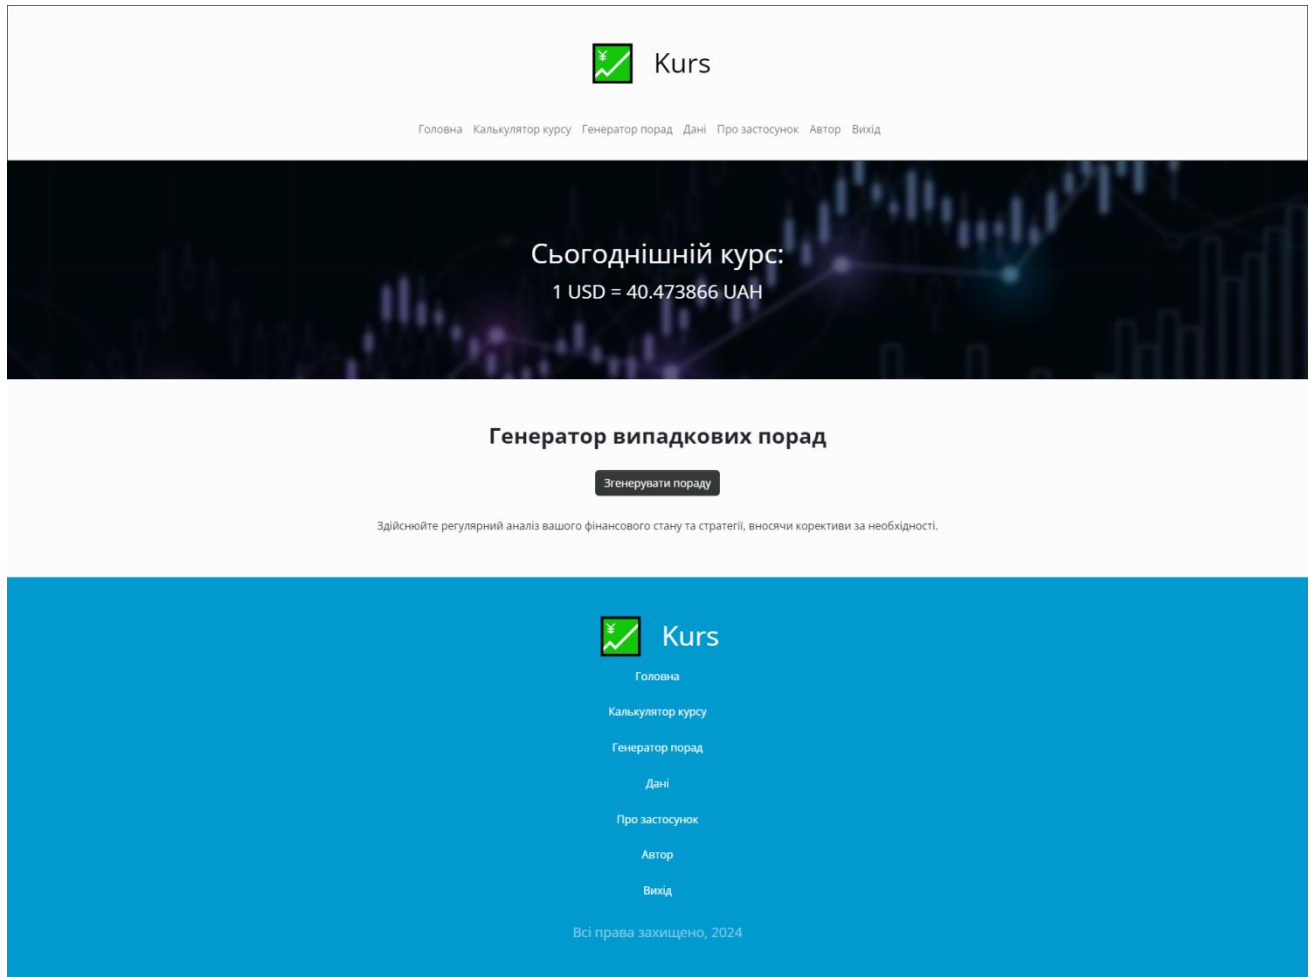 ¥ Kurs
Головна Калькулятор курсу Генератор порад Дані Про застосунок Автор Вихід
Сьогоднішній курс:
1 USD = 40.473866 UAH
Генератор випадкових порад
Згенерувати пораду
Здійснюйте регулярний аналіз вашого фінансового стану та стратегії, вносячи корективи за необхідності.
¥ Kurs
Головна
Калькулятор курсу
Генератор порад
Дані
Про застосунок
Автор
Вихід
Всі права захищено, 2024